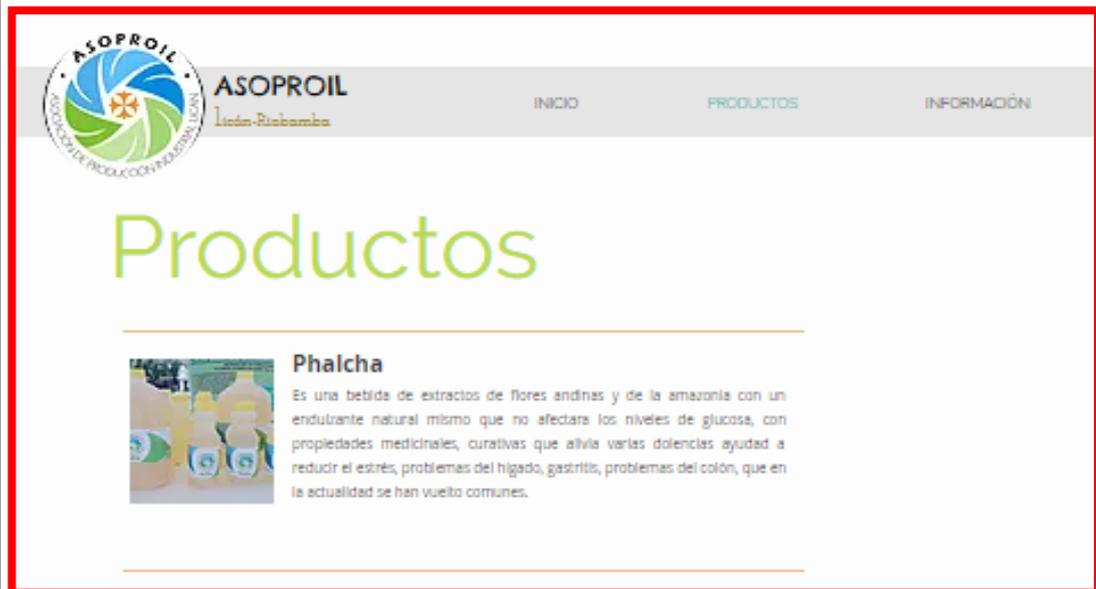 ASOPROIL
ASOCIACIÓN DE PRODUCCIÓN INDUSTRIAL LICAN
ASOPROIL
Licán-Riobamba
INICIO
PRODUCTOS
INFORMACIÓN
Productos
Phalcha
Es una bebida de extractos de flores andinas y de la amazonia con un
endulzante natural mismo que no afectara los niveles de glucosa, con
propiedades medicinales, curativas que alivia varias dolencias ayudad a
reducir el estrés, problemas del hígado, gastritis, problemas del colón, que en
la actualidad se han vuelto comunes.